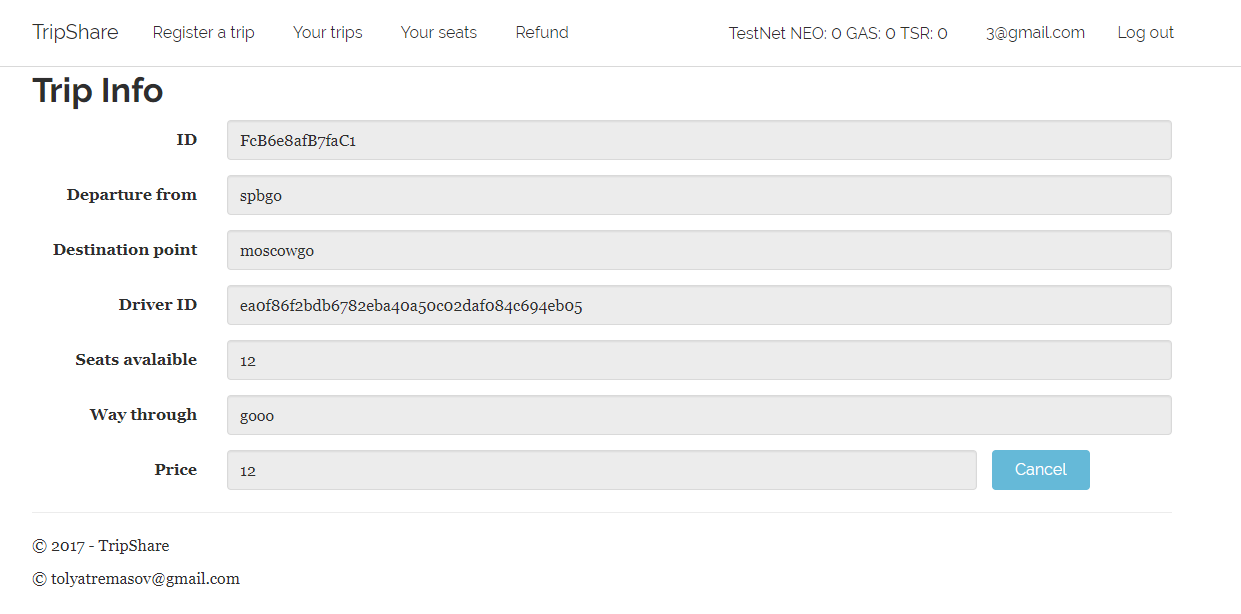 TripShare Register a trip Your trips Your seats Refund TestNet NEO: 0 GAS: 0 TSR: 0 3@gmail.com Log out
Trip Info
ID FcB6e8afB7faC1
Departure from spbgo
Destination point moscowgo
Driver ID ea0f86f2bdb6782eba40a50c02daf084c694eb05
Seats avalaible 12
Way through gooo
Price 12 Cancel
© 2017 - TripShare
© tolyatremasov@gmail.com